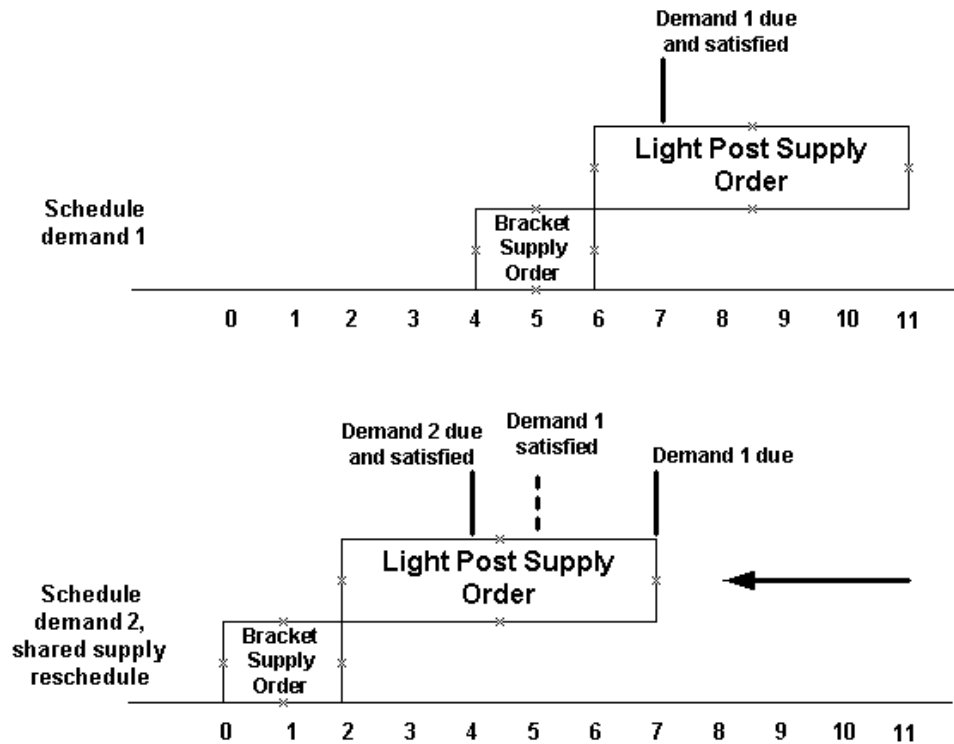 Demand 1 due
and satisfied
Light Post Supply
Order
Schedule
demand 1
Bracket
Supply
Order
0 1 2 3 4 5 6 7 8 9 10 11
Demand 2 due
and satisfied
Demand 1
satisfied
Demand 1 due
Light Post Supply
Order
Schedule
demand 2,
shared supply
reschedule
Bracket
Supply
Order
0 1 2 3 4 5 6 7 8 9 10 11